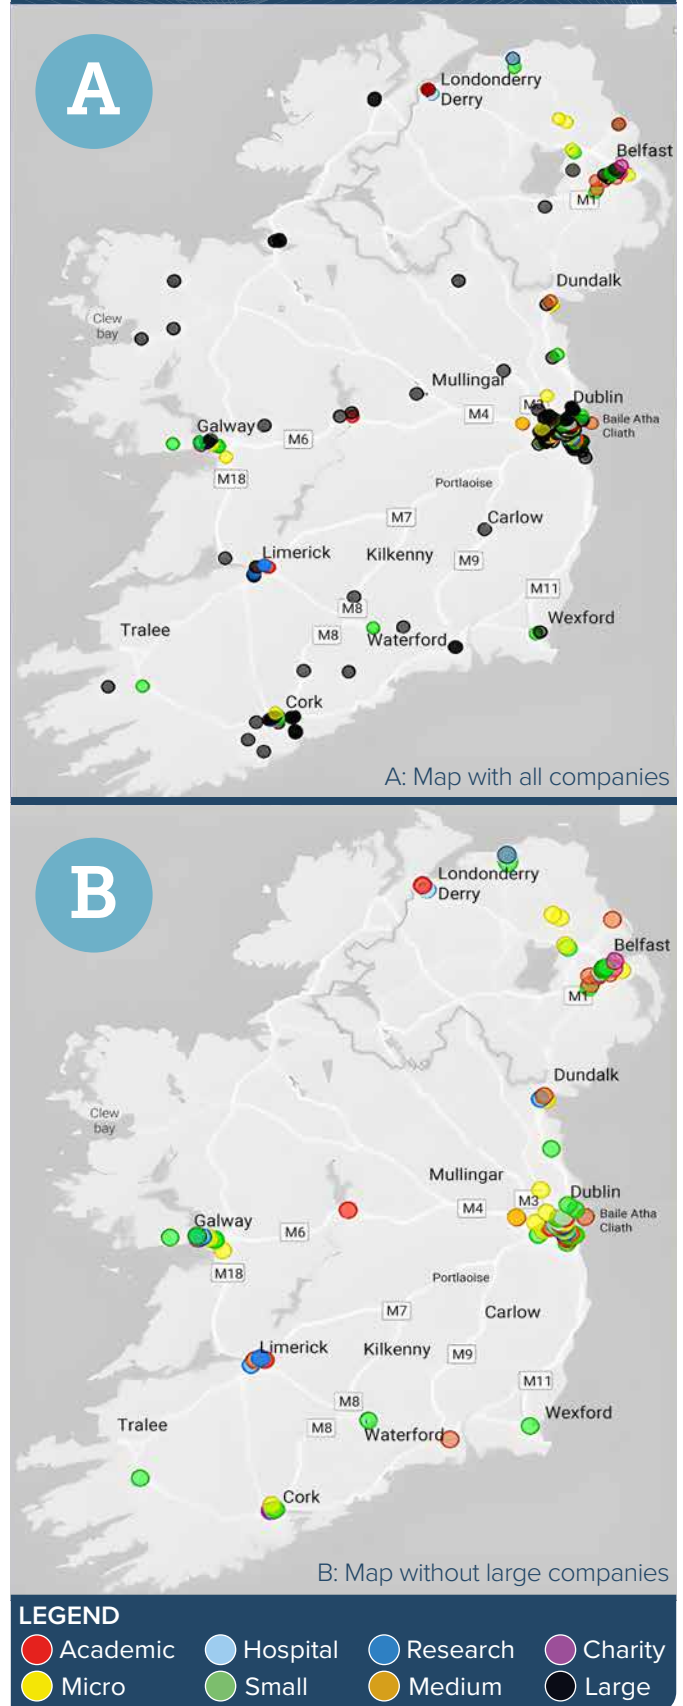 A
Londonderry
Derry
Belfast
M1
Dundalk
Clew
bay
Mullingar
Dublin
M3
M4
Baile Atha
Cliath
Galway
M6
M18
Portlaoise
M7
Carlow
Limerick
Kilkenny
M9
M11
M8
Wexford
Tralee
M8
Waterford
Cork
A: Map with all companies
B
Londonderry
Derry
Belfast
M1
Dundalk
Clew
bay
Mullingar
Dublin
M3
M4
Baile Atha
Cliath
Galway
M6
M18
Portlaoise
M7
Carlow
Limerick
Kilkenny
M9
M11
M8
Wexford
Tralee
M8
Waterford
Cork
B: Map without large companies
LEGEND
Academic Hospital Research Charity
Micro Small Medium Large